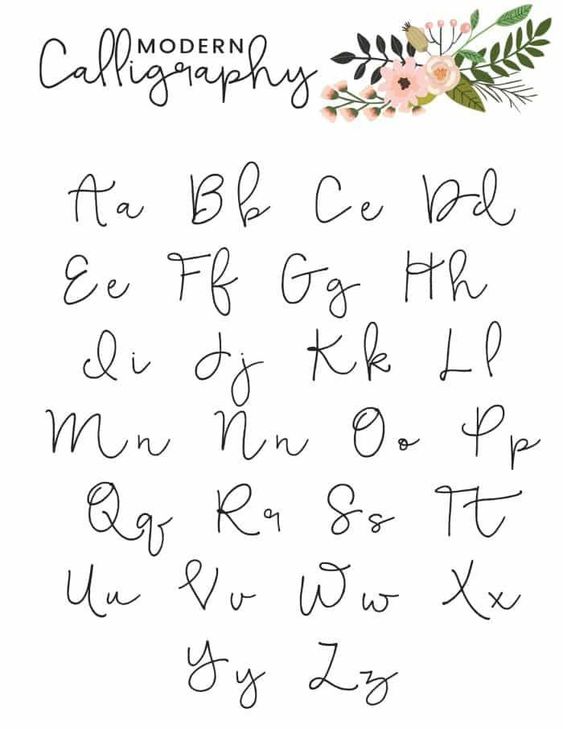 MODERN
Calligraphy
Aa Bb Cc Dd
Ee Ff Gg Hh
Ii Jj Kk Ll
Mn Nn Oo Pp
Qq Rr Ss Tt
Uu Vv Ww Xx
Yy Zz